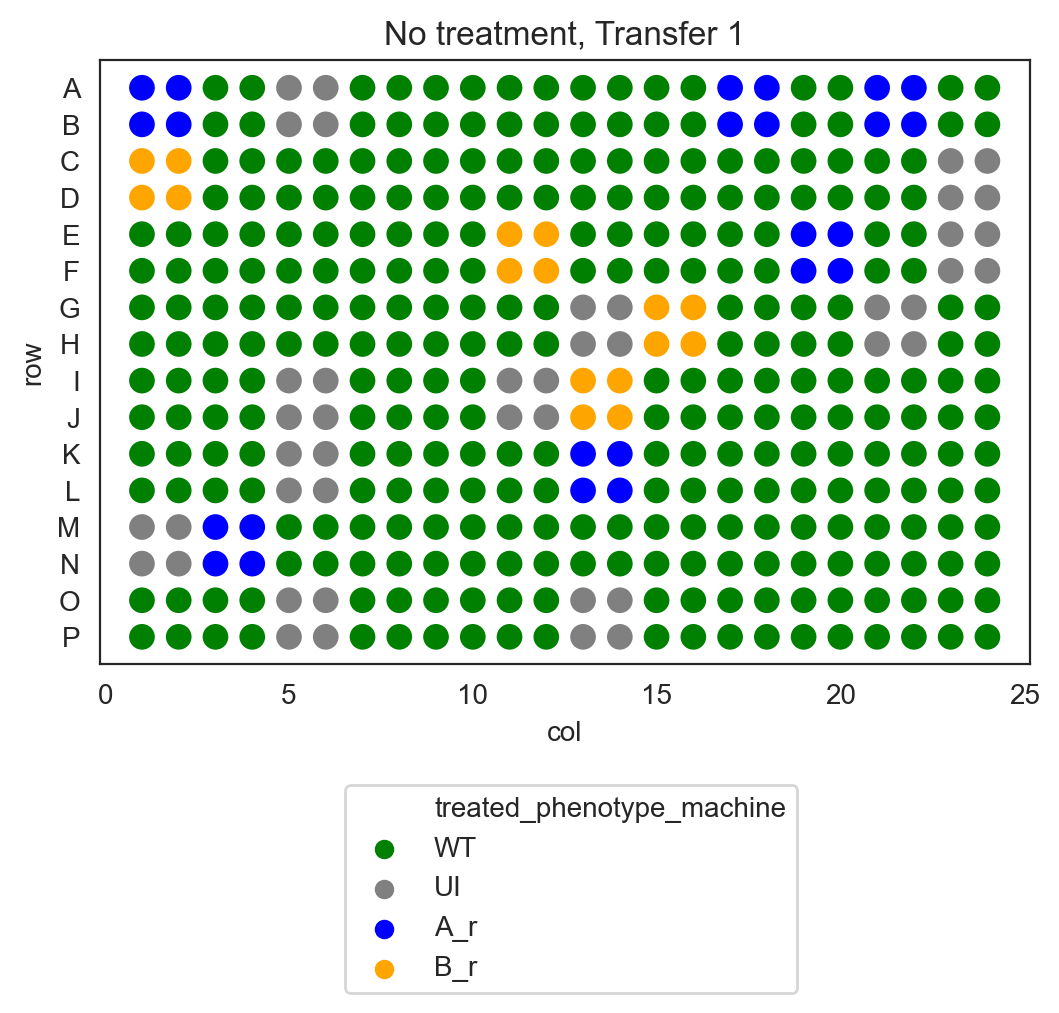 No treatment, Transfer 1
A
B
C
D
E
F
G
H
I
J
K
L
M
N
O
P
row
0 5 10 15 20 25
col
treated_phenotype_machine
WT
UI
A_r
B_r